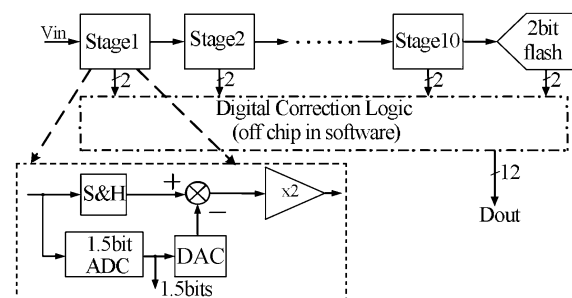 Vin
Stage1
Stage2
Stage10
2bit
flash
2
2
2
2
Digital Correction Logic
(off chip in software)
12
Dout
S&H
+
−
x2
1.5bit
ADC
DAC
1.5bits